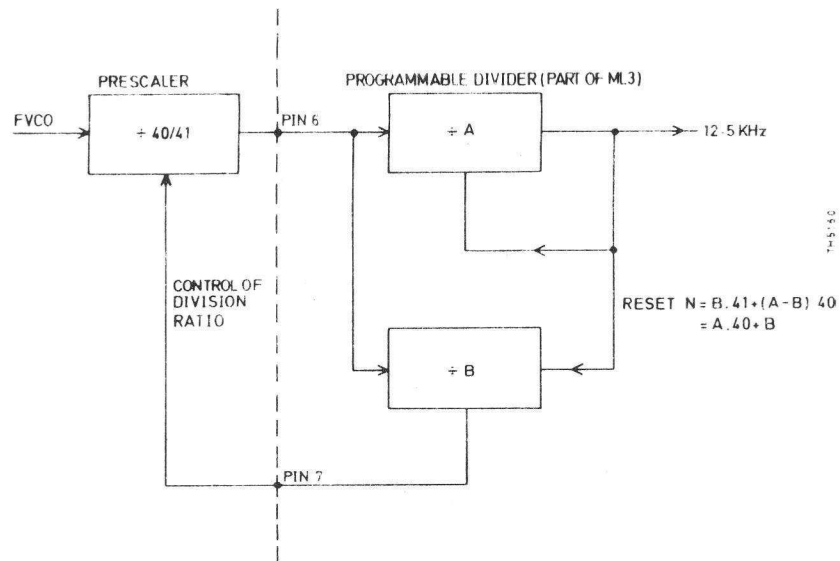 PRESCALER
PROGRAMMABLE DIVIDER (PART OF ML3)
FVCO
÷ 40/41
PIN 6
÷ A
12·5 KHz
CONTROL OF
DIVISION
RATIO
RESET N = B.41 + (A-B) 40
= A.40 + B
÷ B
PIN 7